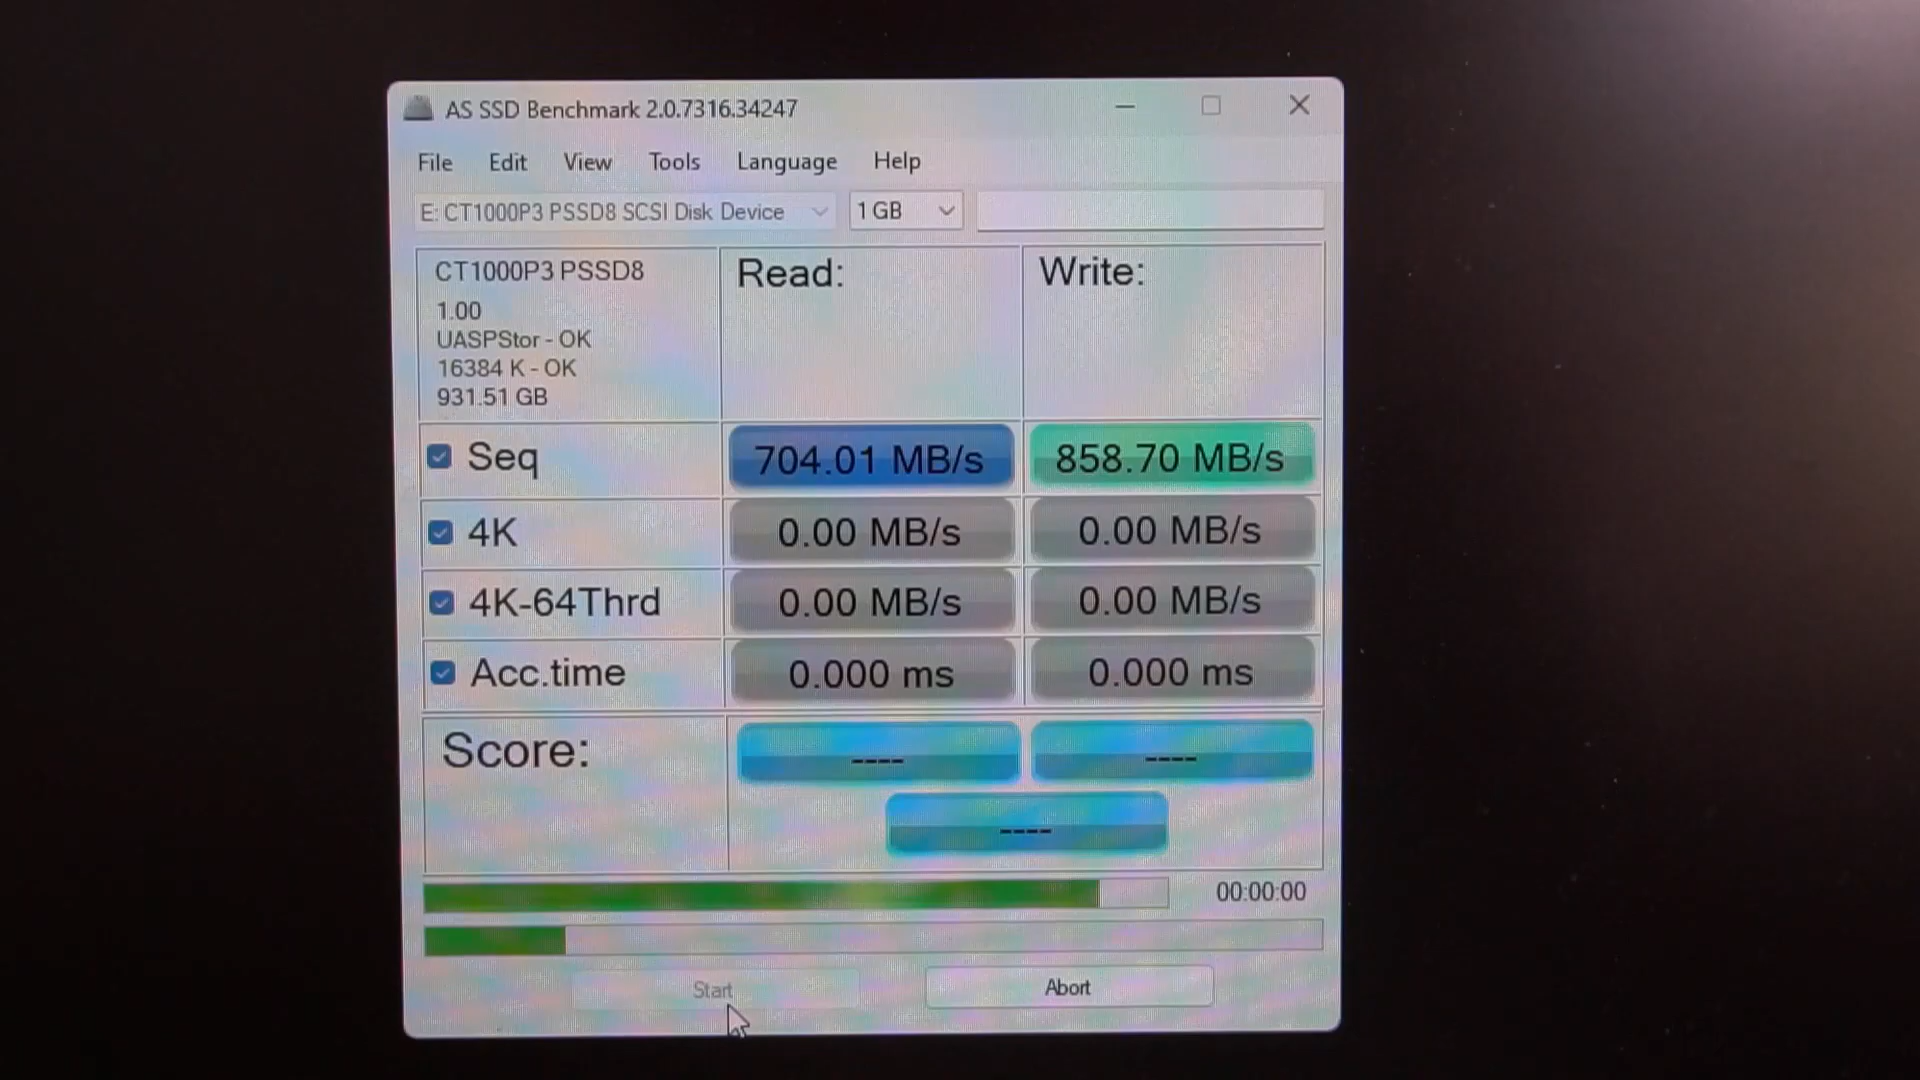 AS SSD Benchmark 2.0.7316.34247
File Edit View Tools Language Help
E: CT1000P3 PSSD8 SCSI Disk Device 1 GB
CT1000P3 PSSD8
1.00
UASPStor - OK
16384 K - OK
931.51 GB
Read: Write:
Seq 704.01 MB/s 858.70 MB/s
4K 0.00 MB/s 0.00 MB/s
4K-64Thrd 0.00 MB/s 0.00 MB/s
Acc.time 0.000 ms 0.000 ms
Score: ---- ----
----
00:00:00
Start Abort